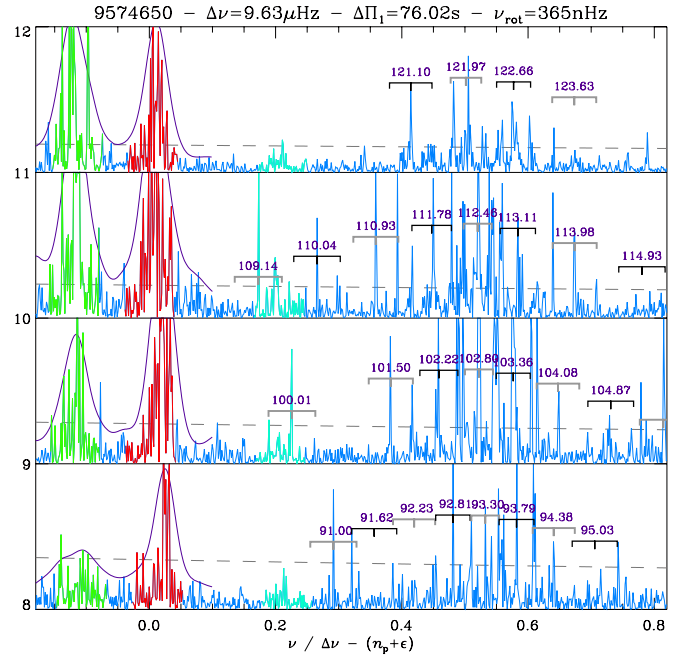 9574650 – Δν=9.63μHz – ΔΠ1=76.02s – νrot=365nHz
12
121.10 121.97 122.66 123.63
11
109.14 110.04 110.93 111.78 112.46 113.11 113.98 114.93
10
100.01 101.50 102.22 102.80 103.36 104.08 104.87
9
91.00 91.62 92.23 92.81 93.30 93.79 94.38 95.03
8
0.0 0.2 0.4 0.6 0.8
ν / Δν – (np+ϵ)